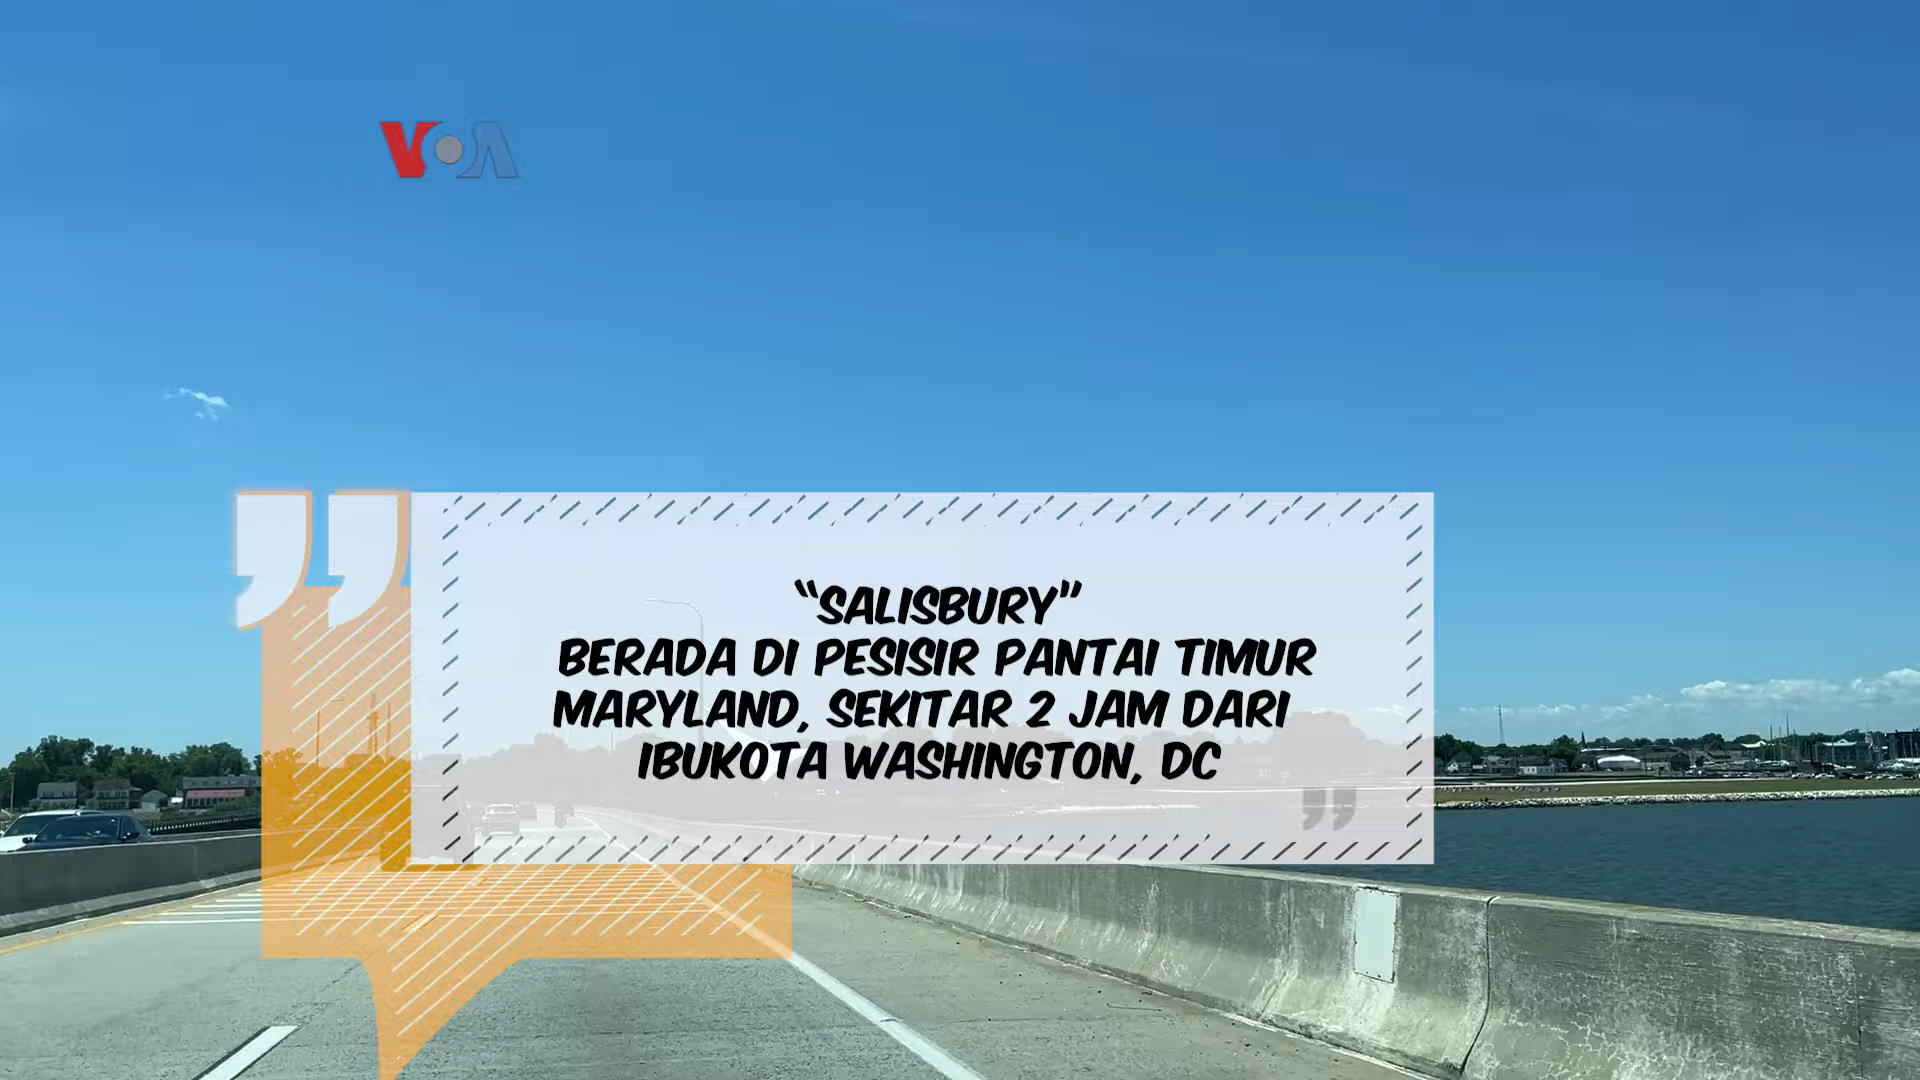 VOA
“SALISBURY”
BERADA DI PESISIR PANTAI TIMUR
MARYLAND, SEKITAR 2 JAM DARI
IBUKOTA WASHINGTON, DC